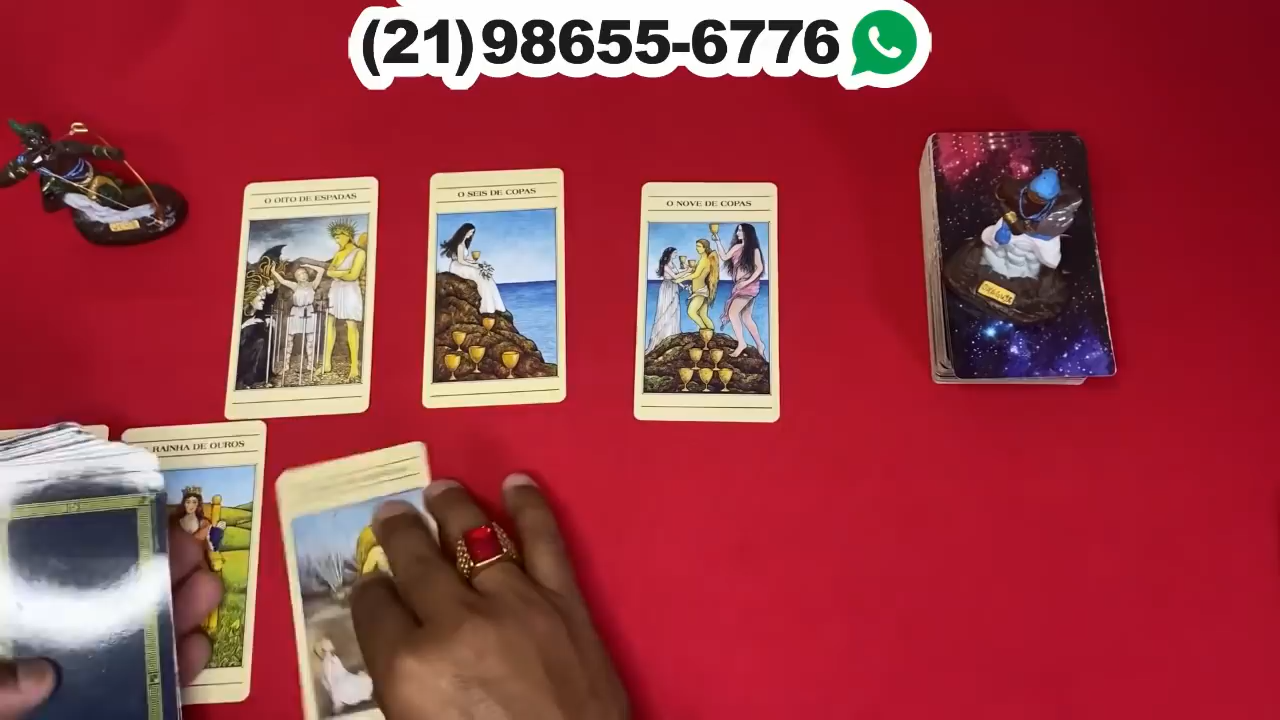 (21)98655-6776
O OITO DE ESPADAS
O SEIS DE COPAS
O NOVE DE COPAS
RAINHA DE OUROS